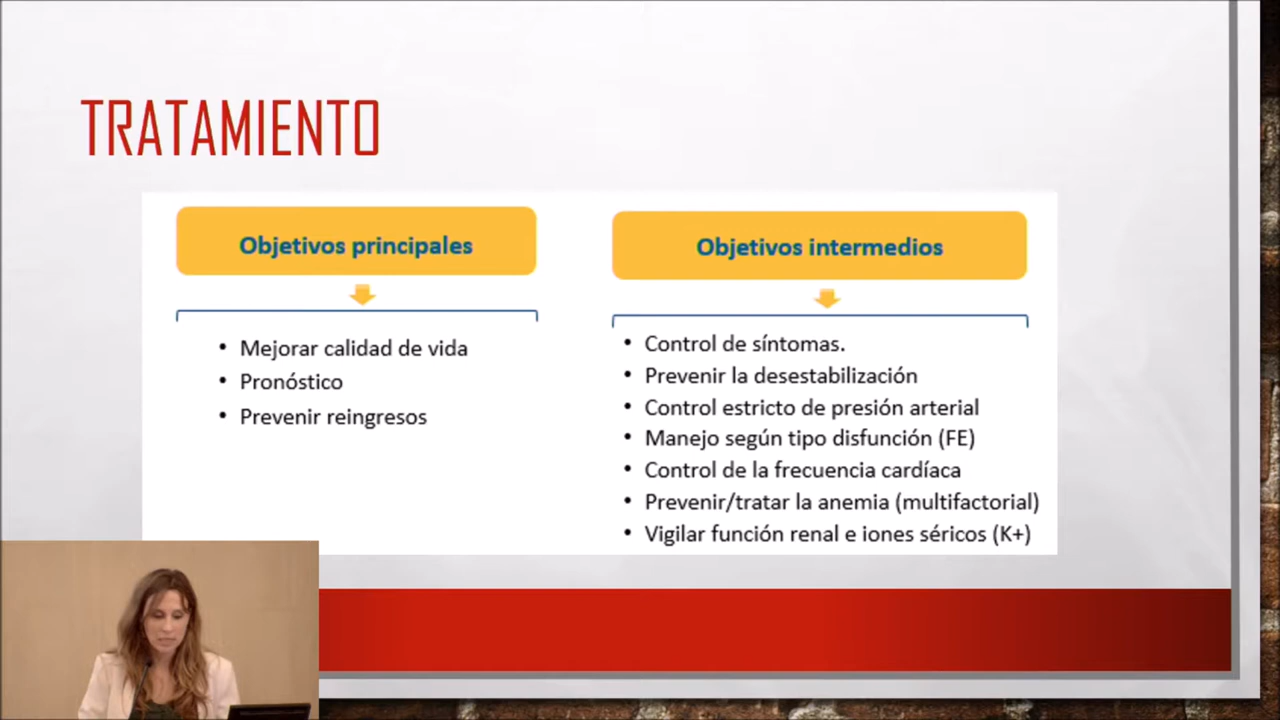 TRATAMIENTO
Objetivos principales
• Mejorar calidad de vida
• Pronóstico
• Prevenir reingresos
Objetivos intermedios
• Control de síntomas.
• Prevenir la desestabilización
• Control estricto de presión arterial
• Manejo según tipo disfunción (FE)
• Control de la frecuencia cardíaca
• Prevenir/tratar la anemia (multifactorial)
• Vigilar función renal e iones séricos (K+)